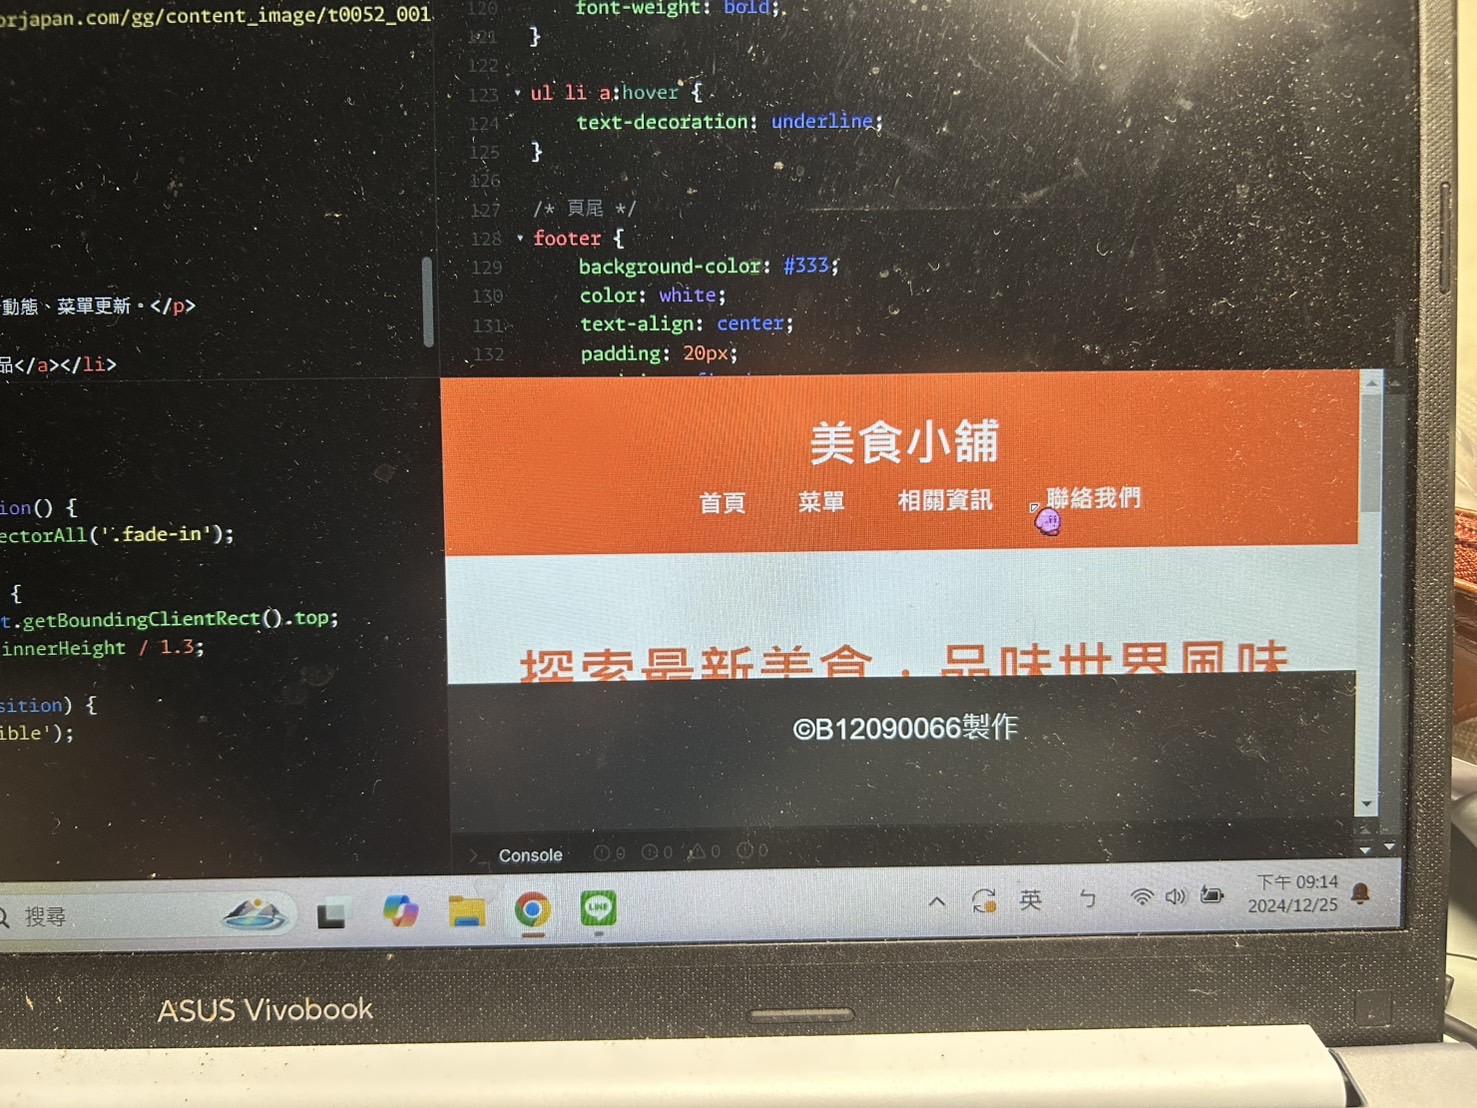 orjapan.com/gg/content_image/t0052_001
動態、菜單更新。</p>
品</a></li>
ion() {
ectorAll('.fade-in');
{
t.getBoundingClientRect().top;
innerHeight / 1.3;
sition) {
ible');
120 font-weight: bold;
121 }
122
123 ul li a:hover {
124 text-decoration: underline;
125 }
126
127 /* 頁尾 */
128 footer {
129 background-color: #333;
130 color: white;
131 text-align: center;
132 padding: 20px;
美食小舖
首頁 菜單 相關資訊 聯絡我們
探索最新美食，品味世界風味
©B12090066製作
Console 0 0 0 0
搜尋
LINE
英 ㄅ
下午 09:14
2024/12/25
ASUS Vivobook